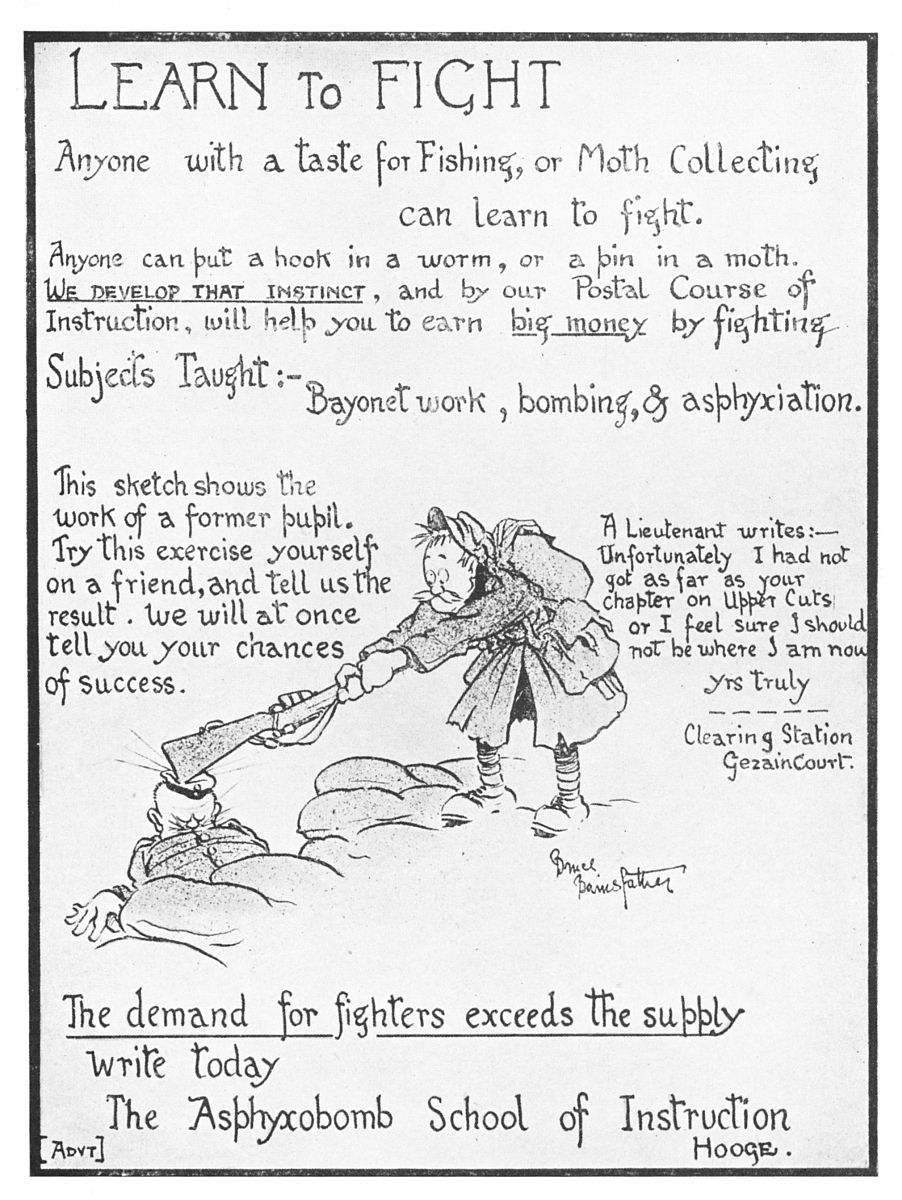 LEARN To FIGHT
Anyone with a taste for Fishing, or Moth Collecting
can learn to fight.
Anyone can put a hook in a worm, or a pin in a moth.
WE DEVELOP THAT INSTINCT, and by our Postal Course of
Instruction, will help you to earn big money by fighting
Subjects Taught:-
Bayonet work, bombing, & asphyxiation.
This sketch shows the
work of a former pupil.
Try this exercise yourself
on a friend, and tell us the
result. We will at once
tell you your chances
of success.
A Lieutenant writes:—
Unfortunately I had not
got as far as your
chapter on Upper Cuts,
or I feel sure I should
not be where I am now
yrs truly
— — — — —
Clearing Station
Gezaincourt.
Bruce
Bairnsfather
The demand for fighters exceeds the supply
write today
The Asphyxobomb School of Instruction
[ADVT] HOOGE.